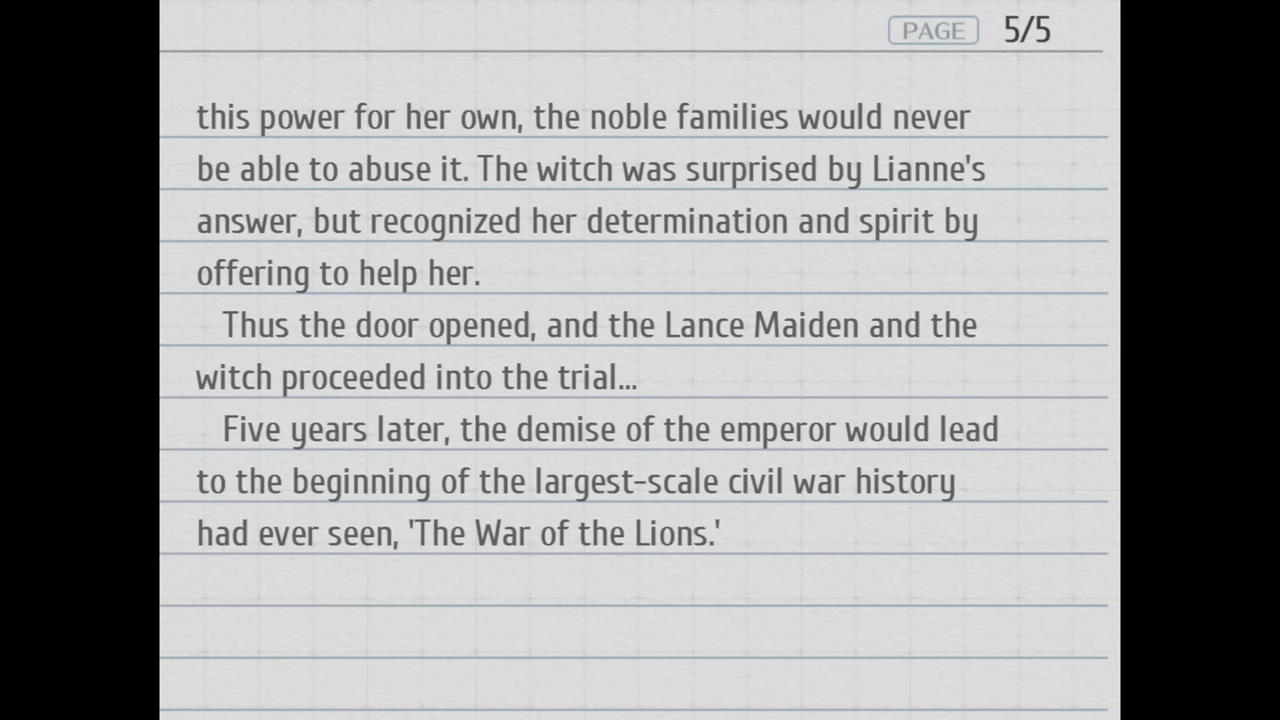 PAGE 5/5
this power for her own, the noble families would never
be able to abuse it. The witch was surprised by Lianne's
answer, but recognized her determination and spirit by
offering to help her.
Thus the door opened, and the Lance Maiden and the
witch proceeded into the trial...
Five years later, the demise of the emperor would lead
to the beginning of the largest-scale civil war history
had ever seen, 'The War of the Lions.'